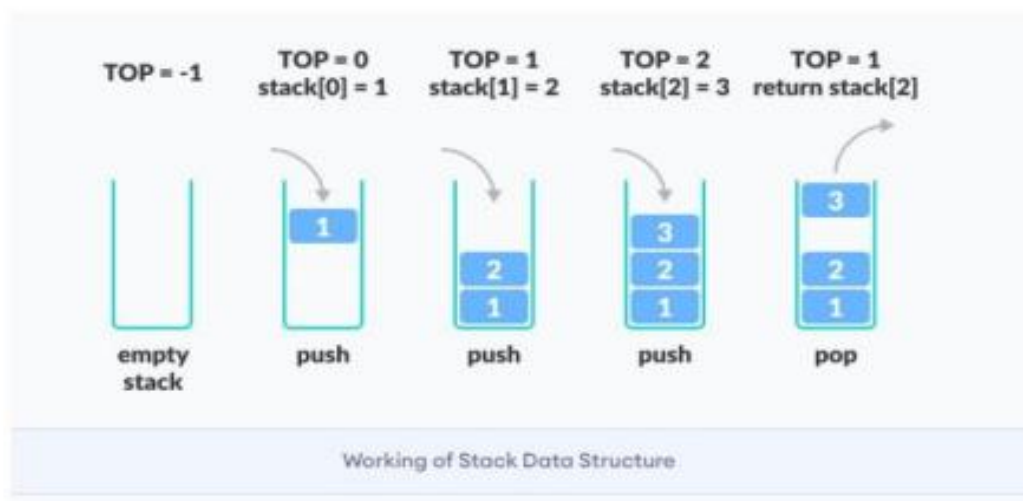 TOP = -1
TOP = 0
stack[0] = 1
TOP = 1
stack[1] = 2
TOP = 2
stack[2] = 3
TOP = 1
return stack[2]
1
2
1
3
2
1
3
2
1
empty
stack
push
push
push
pop
Working of Stack Data Structure